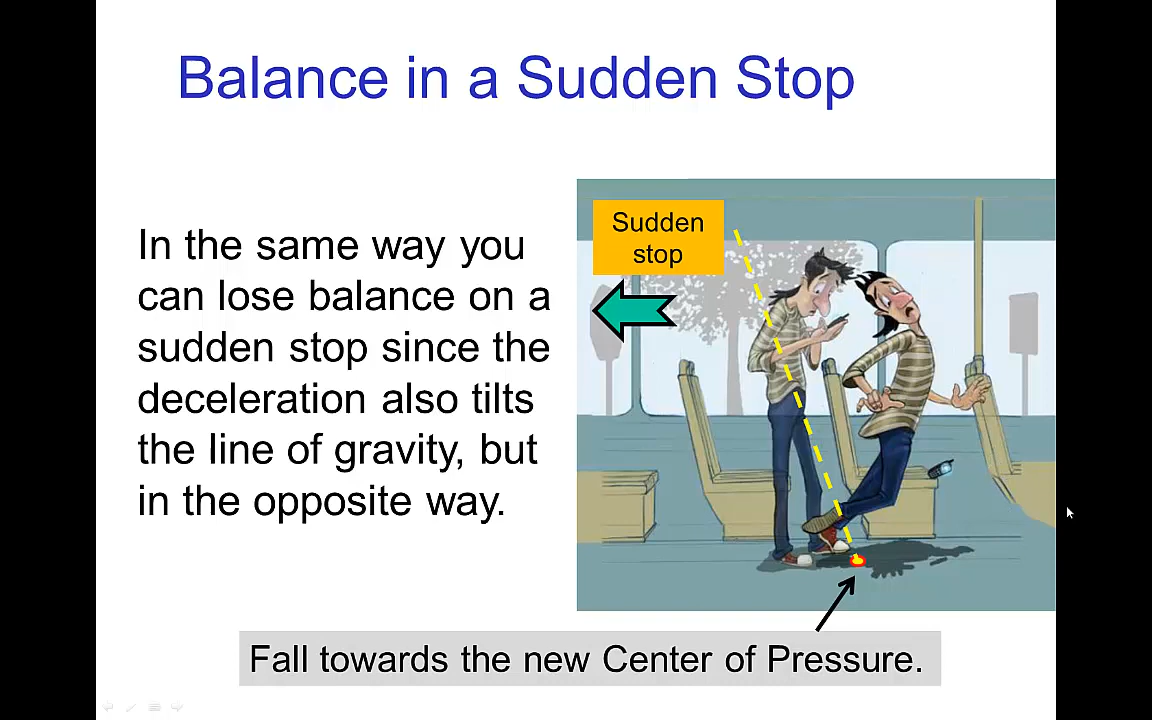 Balance in a Sudden Stop
In the same way you
can lose balance on a
sudden stop since the
deceleration also tilts
the line of gravity, but
in the opposite way.
Sudden
stop
Fall towards the new Center of Pressure.